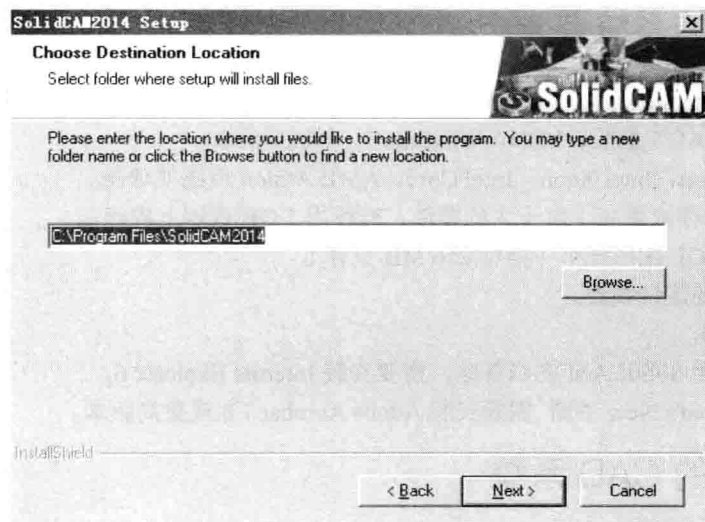 SolidCAM2014 Setup
Choose Destination Location
Select folder where setup will install files.
SolidCAM
Please enter the location where you would like to install the program. You may type a new
folder name or click the Browse button to find a new location.
C:\Program Files\SolidCAM2014
Browse...
InstallShield
< Back
Next >
Cancel